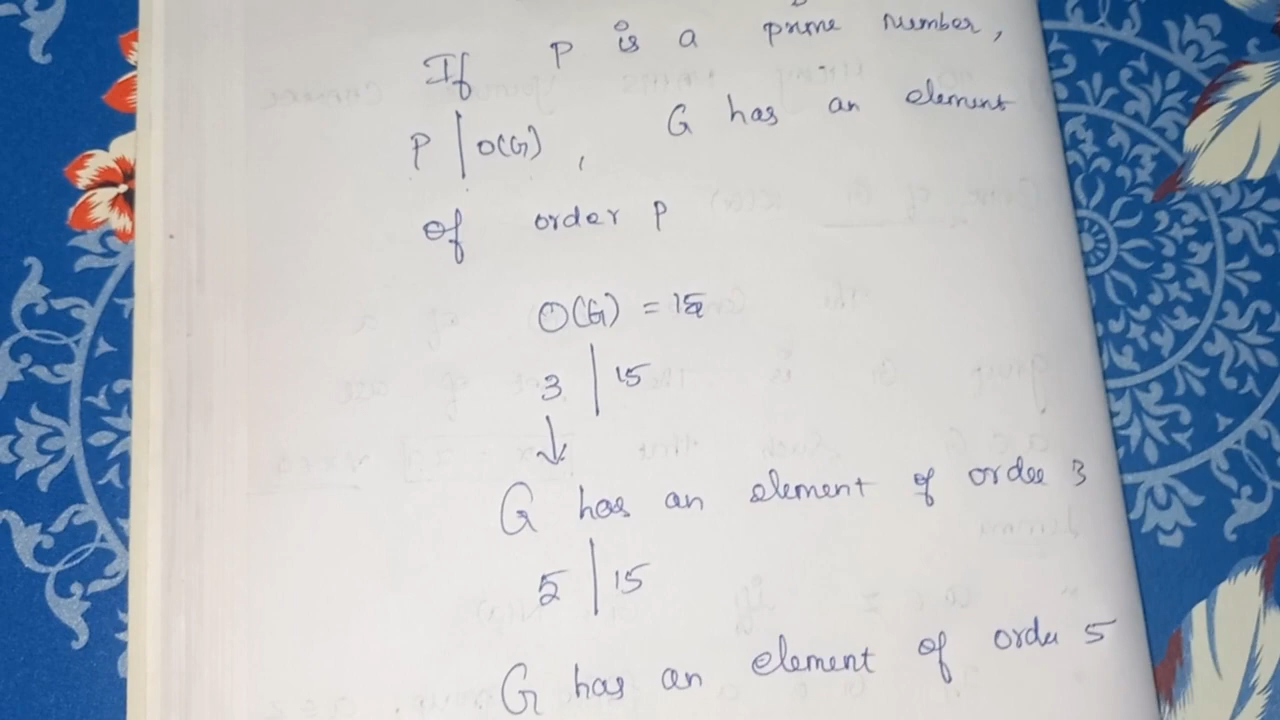 If P is a prime number,
P | O(G), G has an element
of order P
O(G) = 15
3 | 15
↓
G has an element of order 3
5 | 15
G has an element of order 5